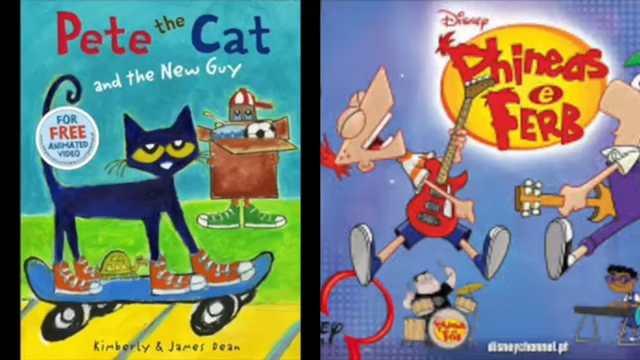 Pete the Cat
and the New Guy
FOR
FREE
ANIMATED
VIDEO
Kimberly & James Dean
Disney
Phineas
e
FERB
disneychannel.pt